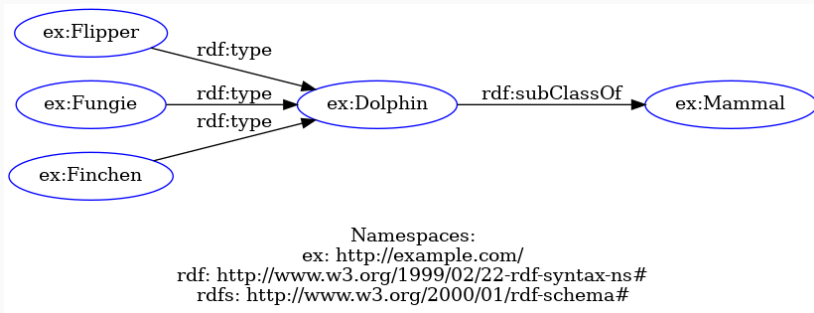 ex:Flipper
rdf:type
ex:Fungie
rdf:type
ex:Dolphin
rdf:subClassOf
ex:Mammal
rdf:type
ex:Finchen
Namespaces:
ex: http://example.com/
rdf: http://www.w3.org/1999/02/22-rdf-syntax-ns#
rdfs: http://www.w3.org/2000/01/rdf-schema#